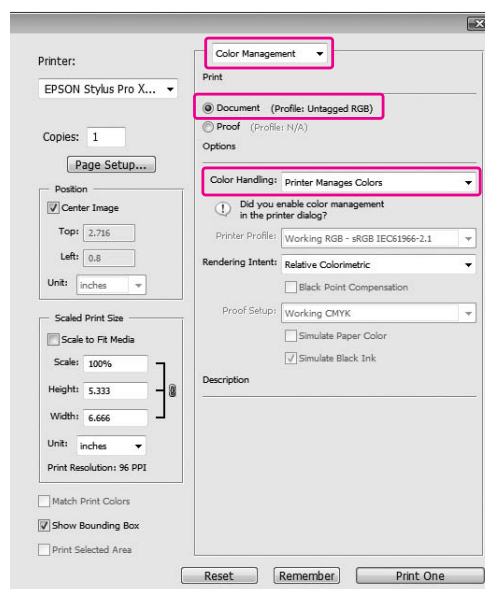 Printer:
EPSON Stylus Pro X...
Copies: 1
Page Setup...
Position
Center Image
Top: 2.716
Left: 0.8
Unit: inches
Scaled Print Size
Scale to Fit Media
Scale: 100%
Height: 5.333
Width: 6.666
Unit: inches
Print Resolution: 96 PPI
Match Print Colors
Show Bounding Box
Print Selected Area
Color Management
Print
Document (Profile: Untagged RGB)
Proof (Profile: N/A)
Options
Color Handling: Printer Manages Colors
Did you enable color management
in the printer dialog?
Printer Profile: Working RGB - sRGB IEC61966-2.1
Rendering Intent: Relative Colorimetric
Black Point Compensation
Proof Setup: Working CMYK
Simulate Paper Color
Simulate Black Ink
Description
Reset Remember Print One